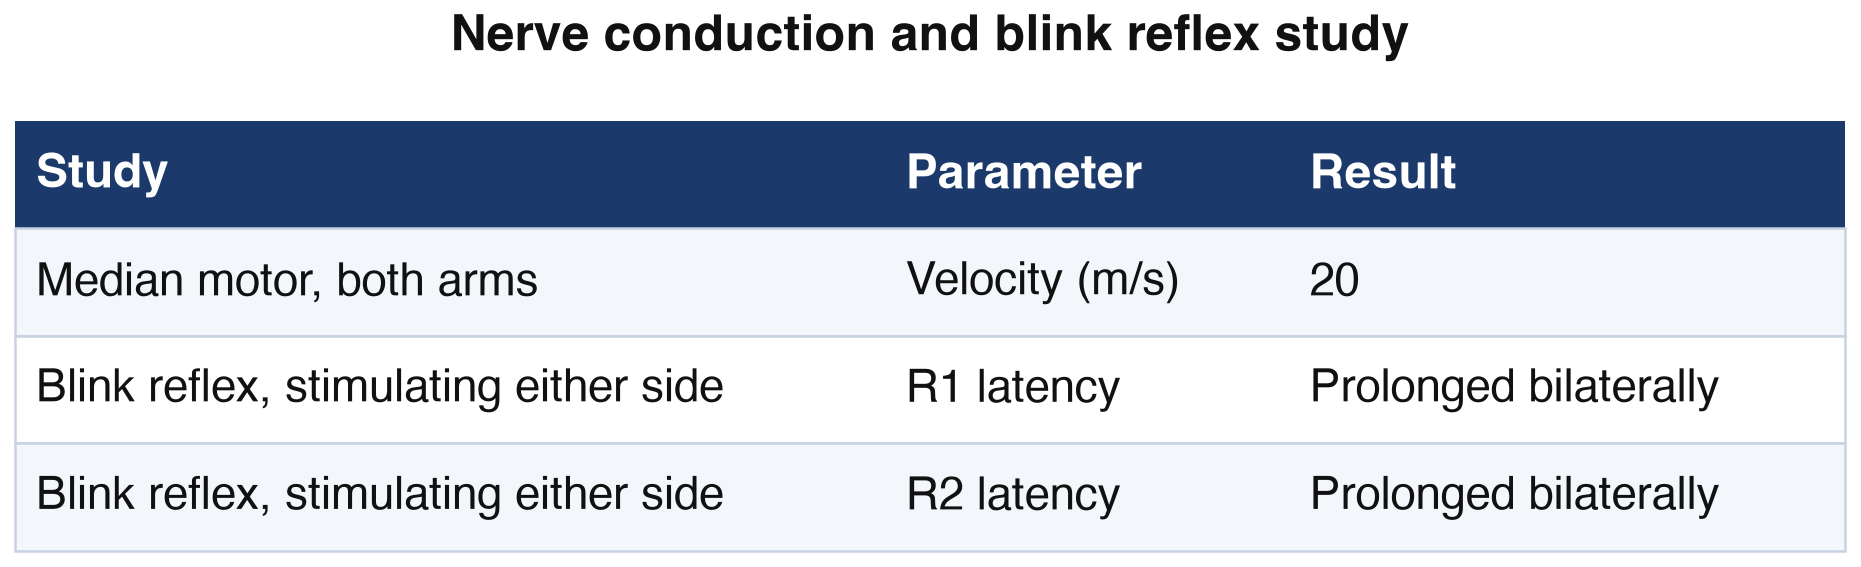 Nerve conduction and blink reflex study
Study Parameter Result
Median motor, both arms Velocity (m/s) 20
Blink reflex, stimulating either side R1 latency Prolonged bilaterally
Blink reflex, stimulating either side R2 latency Prolonged bilaterally